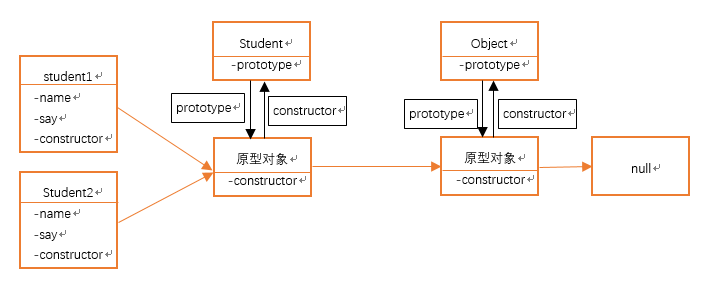 student1
-name
-say
-constructor
Student2
-name
-say
-constructor
Student
-prototype
prototype
constructor
原型对象
-constructor
Object
-prototype
prototype
constructor
原型对象
-constructor
null